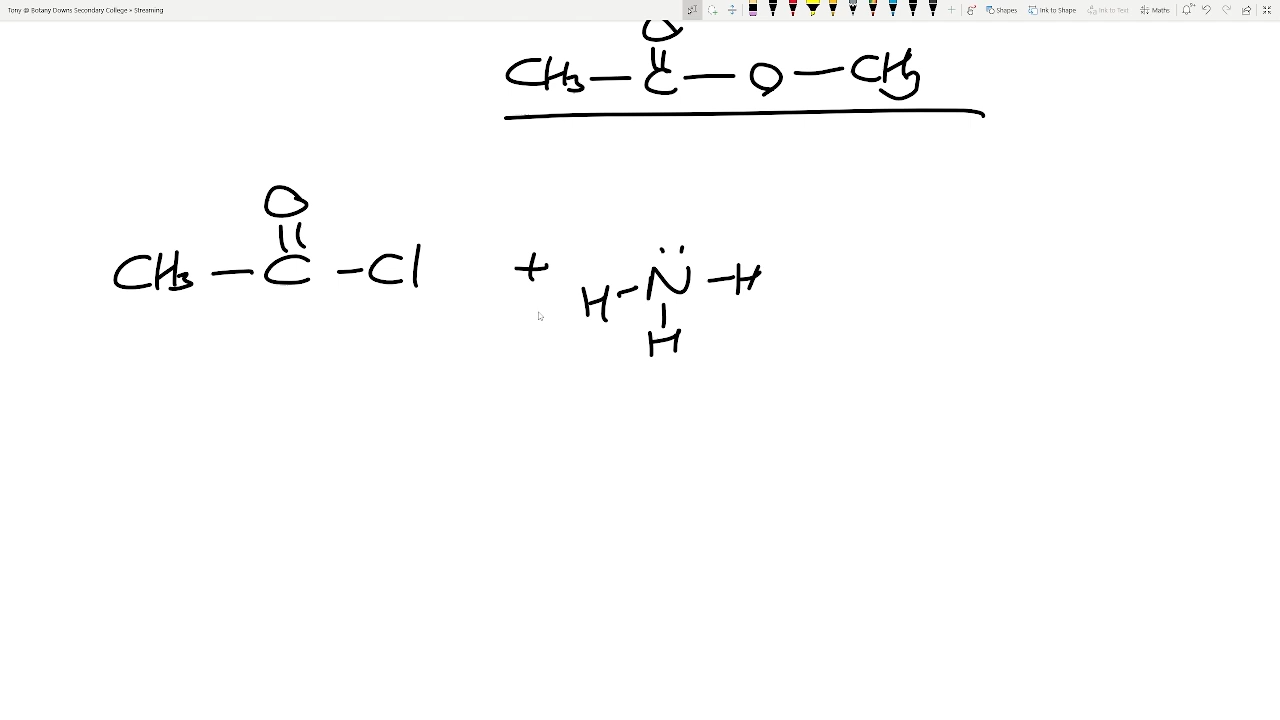 Tony @ Botany Downs Secondary College > Streaming
Shapes
Ink to Shape
Ink to Text
Maths
O
CH3 — C — O — CH3
O
CH3 — C — Cl + H — N — H
H